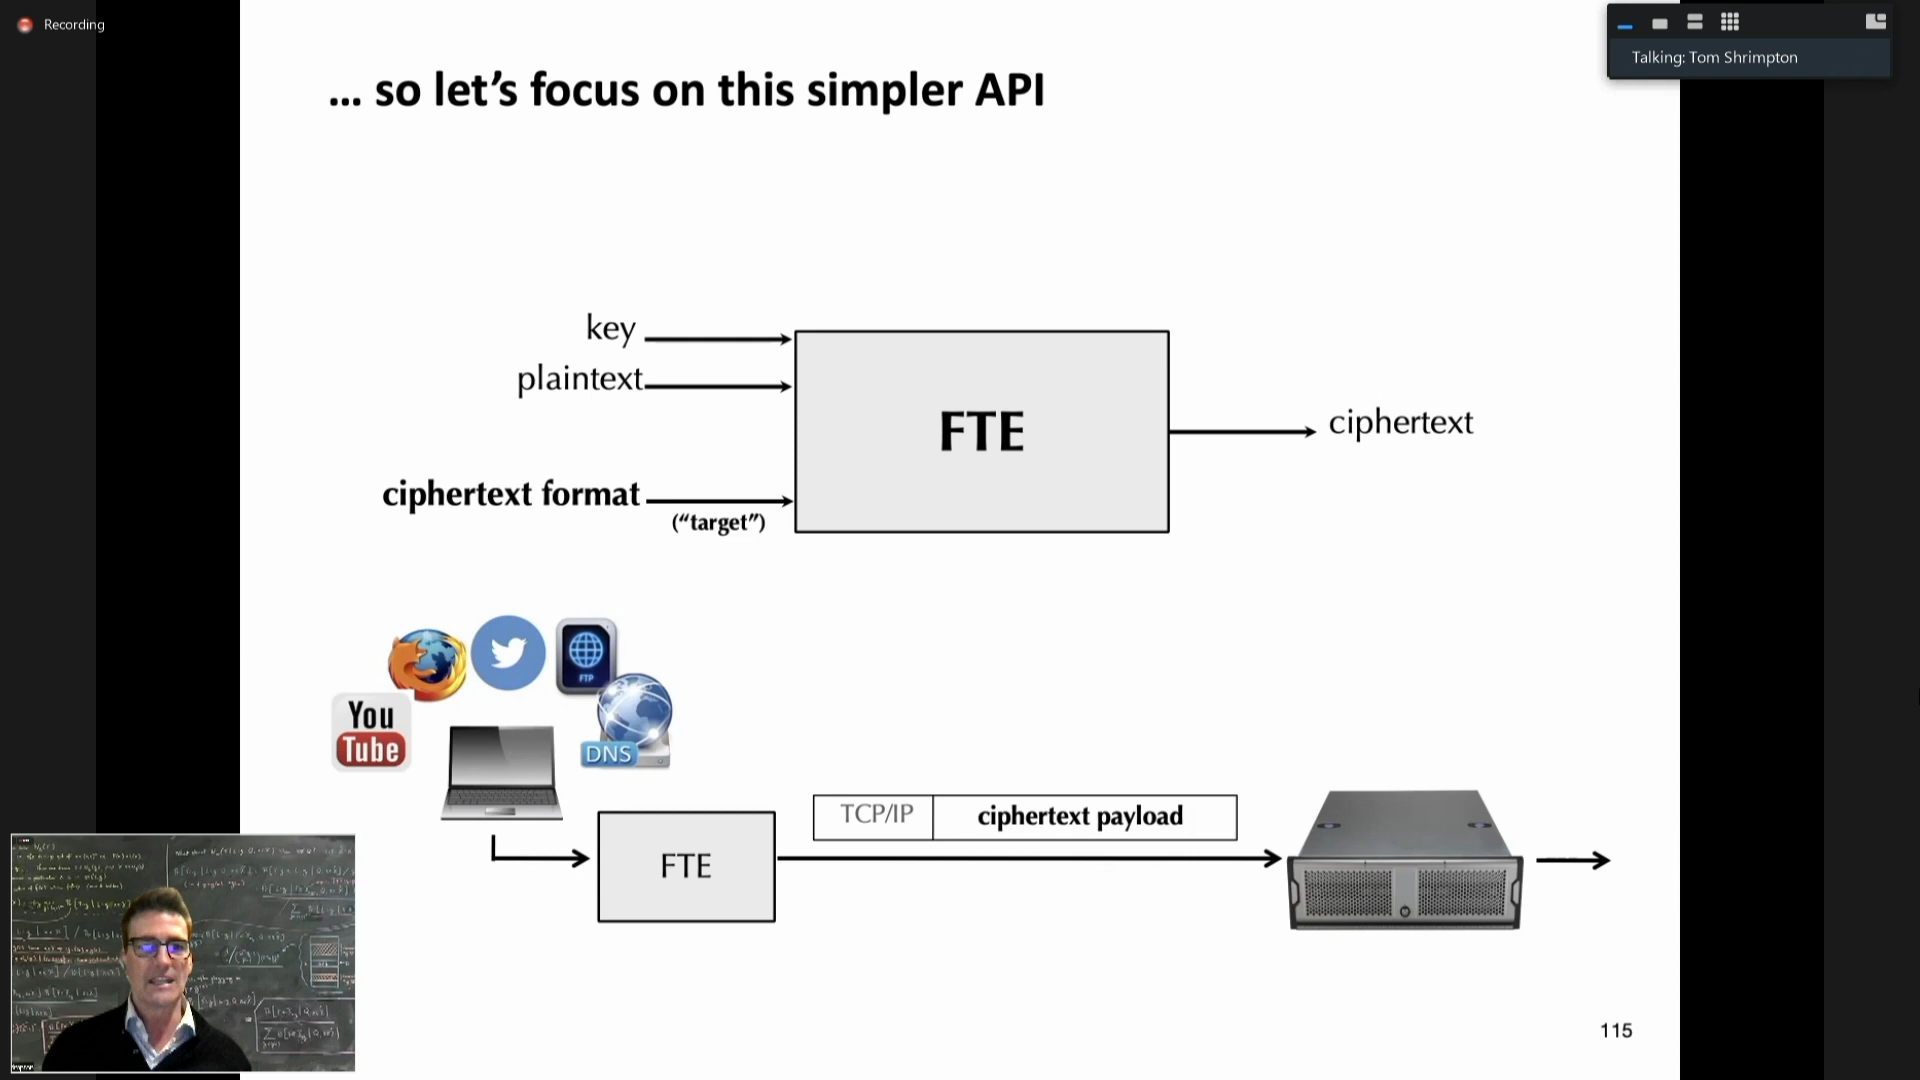 Recording
Talking: Tom Shrimpton
... so let's focus on this simpler API
key
plaintext
FTE
ciphertext
ciphertext format
("target")
FTP
You
Tube
DNS
TCP/IP
ciphertext payload
FTE
115